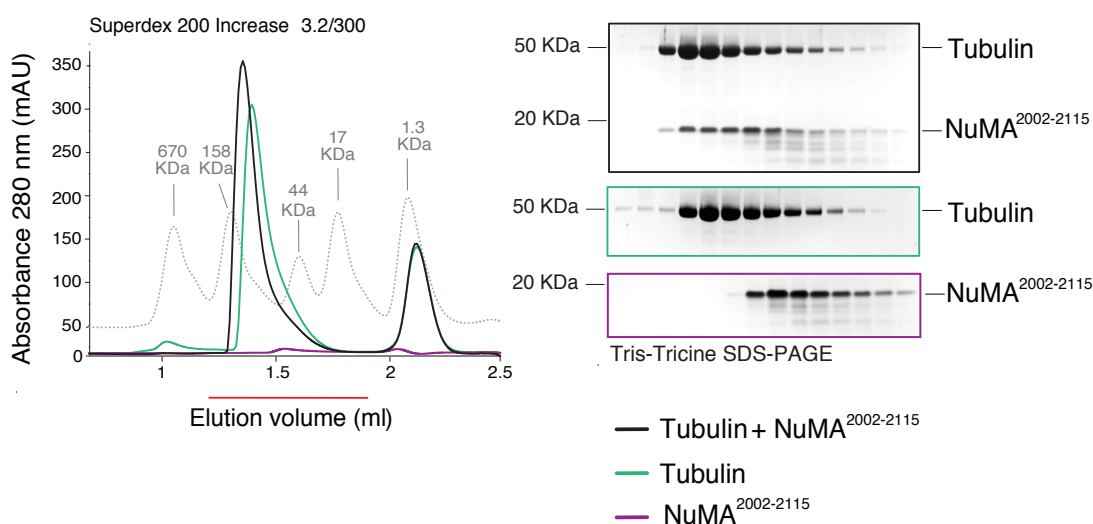 Superdex 200 Increase 3.2/300
Absorbance 280 nm (mAU)
350
300
250
200
150
100
50
0
670
KDa
158
KDa
44
KDa
17
KDa
1.3
KDa
1
1.5
2
2.5
Elution volume (ml)
50 KDa
Tubulin
20 KDa
NuMA2002-2115
50 KDa
Tubulin
20 KDa
NuMA2002-2115
Tris-Tricine SDS-PAGE
Tubulin + NuMA2002-2115
Tubulin
NuMA2002-2115